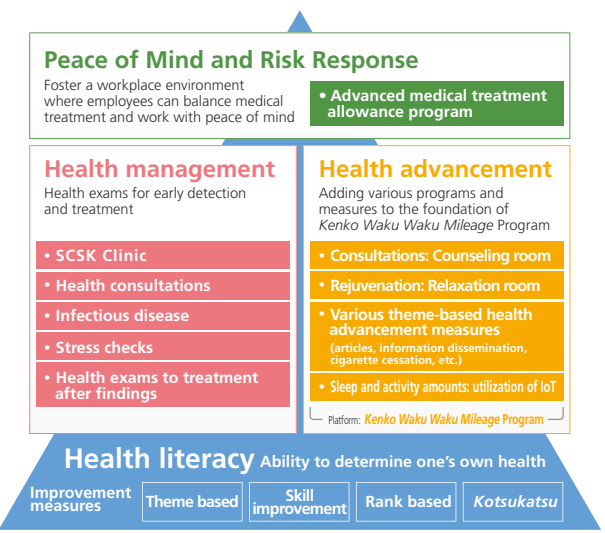 Peace of Mind and Risk Response
Foster a workplace environment
where employees can balance medical
treatment and work with peace of mind
• Advanced medical treatment
allowance program
Health management
Health exams for early detection
and treatment
• SCSK Clinic
• Health consultations
• Infectious disease
• Stress checks
• Health exams to treatment
after findings
Health advancement
Adding various programs and
measures to the foundation of
Kenko Waku Waku Mileage Program
• Consultations: Counseling room
• Rejuvenation: Relaxation room
• Various theme-based health
advancement measures
(articles, information dissemination,
cigarette cessation, etc.)
• Sleep and activity amounts: utilization of IoT
Platform: Kenko Waku Waku Mileage Program
Health literacy Ability to determine one's own health
Improvement
measures
Theme based
Skill
improvement
Rank based
Kotsukatsu